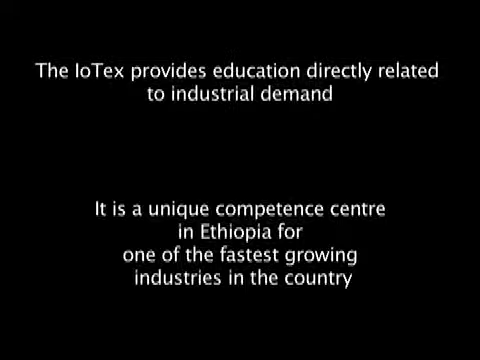 The IoTex provides education directly related
to industrial demand
It is a unique competence centre
in Ethiopia for
one of the fastest growing
industries in the country